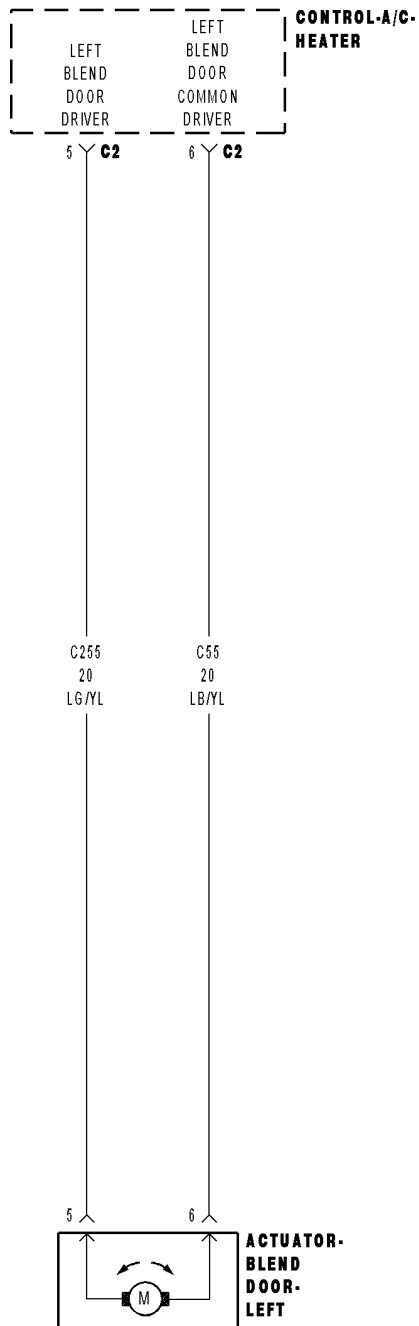 CONTROL-A/C-
HEATER
LEFT
BLEND
DOOR
DRIVER
LEFT
BLEND
DOOR
COMMON
DRIVER
5 C2
6 C2
C255
20
LG/YL
C55
20
LB/YL
5
6
ACTUATOR-
BLEND
DOOR-
LEFT
M